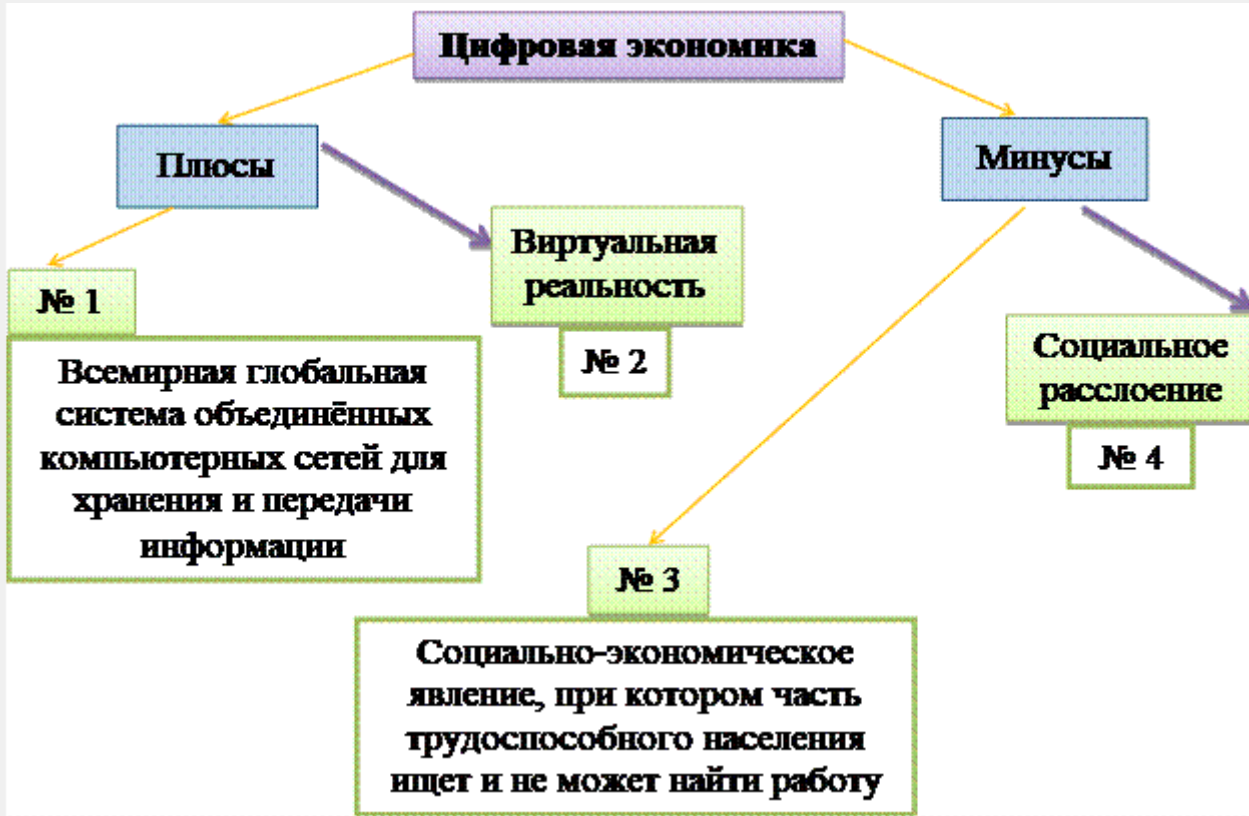 Цифровая экономика
Плюсы
Минусы
№ 1
Всемирная глобальная
система объединённых
компьютерных сетей для
хранения и передачи
информации
Виртуальная
реальность
№ 2
№ 3
Социально-экономическое
явление, при котором часть
трудоспособного населения
ищет и не может найти работу
Социальное
расслоение
№ 4